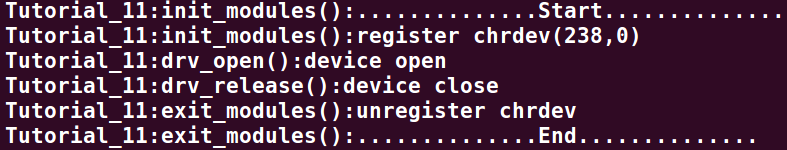 Tutorial_11:init_modules():..............Start..............
Tutorial_11:init_modules():register chrdev(238,0)
Tutorial_11:drv_open():device open
Tutorial_11:drv_release():device close
Tutorial_11:exit_modules():unregister chrdev
Tutorial_11:exit_modules():..............End..............